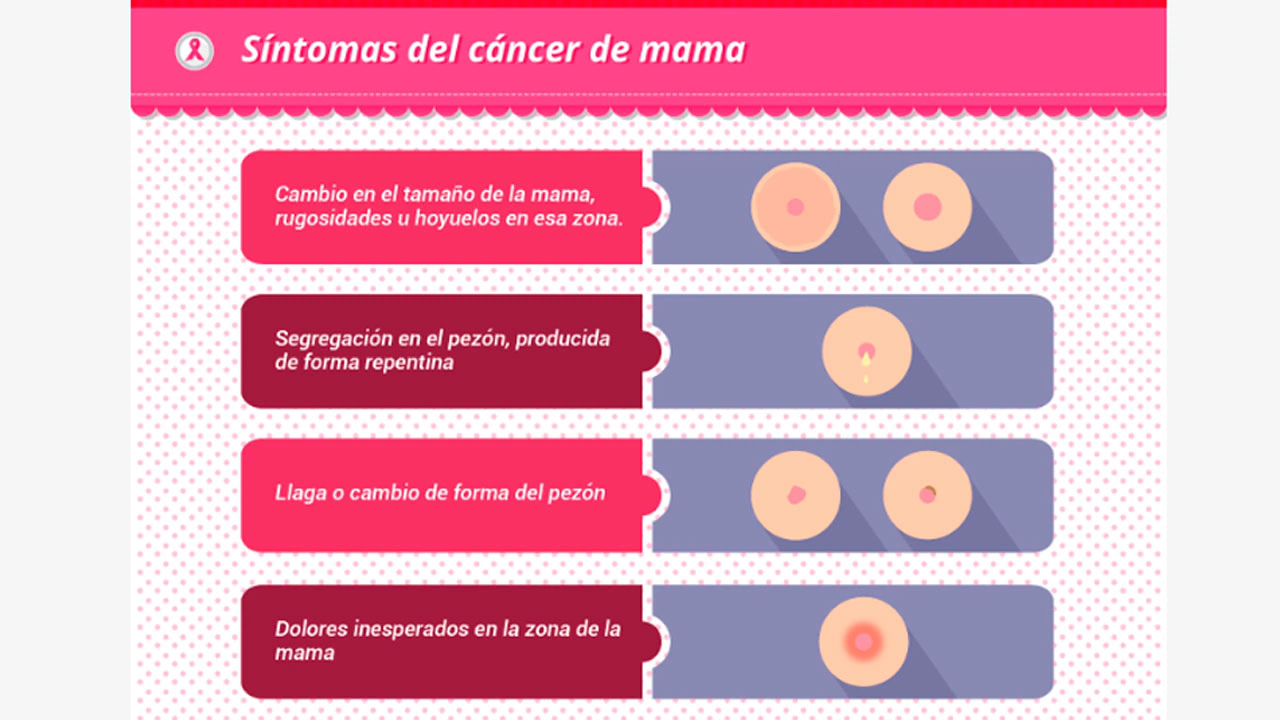 Síntomas del cáncer de mama
Cambio en el tamaño de la mama,
rugosidades u hoyuelos en esa zona.
Segregación en el pezón, producida
de forma repentina
Llaga o cambio de forma del pezón
Dolores inesperados en la zona de la
mama